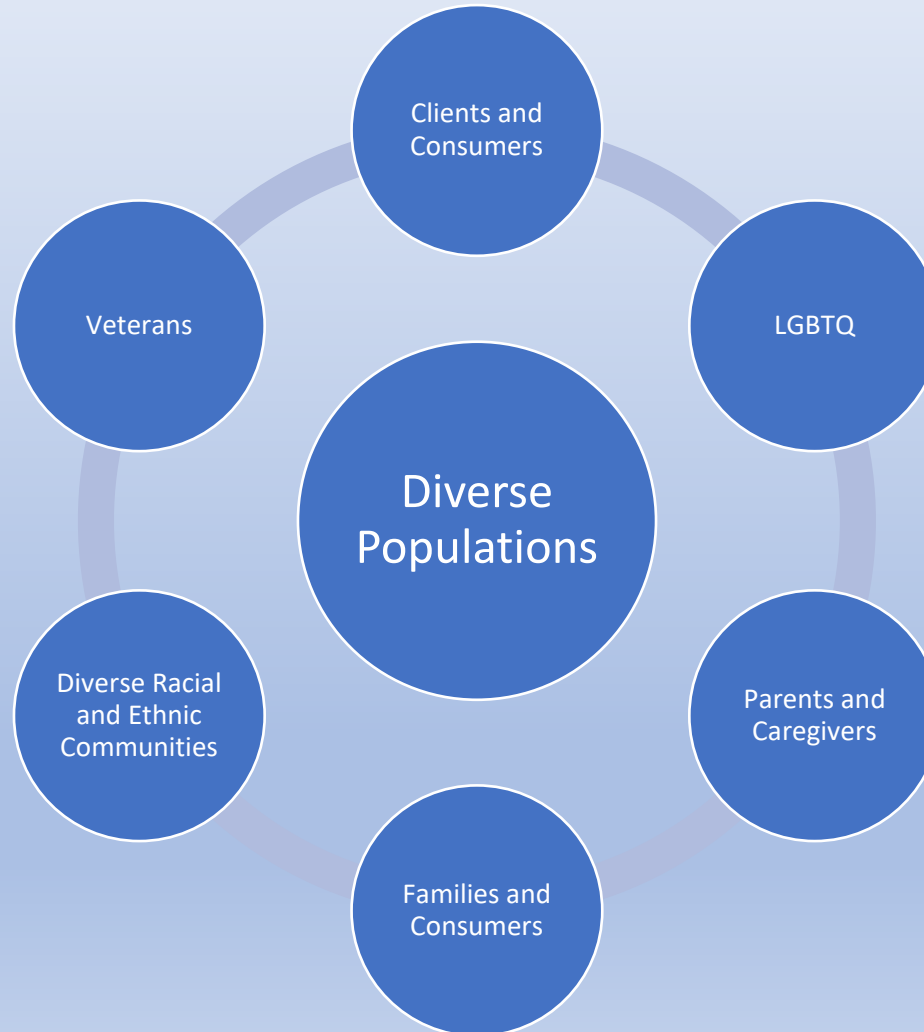 Clients and
Consumers
LGBTQ
Parents and
Caregivers
Families and
Consumers
Diverse Racial
and Ethnic
Communities
Veterans
Diverse
Populations